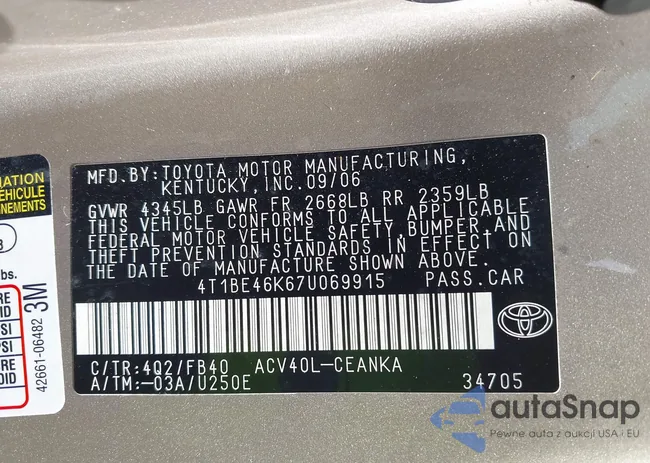 MFD.BY:TOYOTA MOTOR MANUFACTURING,
KENTUCKY,INC.09/06
GVWR 4345LB GAWR FR 2668LB RR 2359LB
THIS VEHICLE CONFORMS TO ALL APPLICABLE
FEDERAL MOTOR VEHICLE SAFETY,BUMPER,AND
THEFT PREVENTION STANDARDS IN EFFECT ON
THE DATE OF MANUFACTURE SHOWN ABOVE.
4T1BE46K67U069915 PASS.CAR
C/TR:4Q2/FB40 ACV40L-CEANKA
A/TM:-03A/U250E 34705
VÉHICULE
lbs.
3M
42661-06482
autaSnap
Pewne auta z aukcji USA i EU